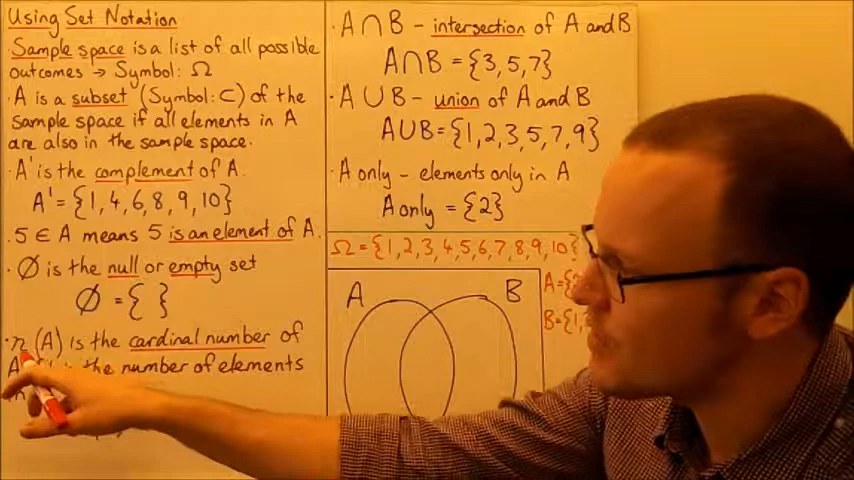 Using Set Notation
· Sample space is a list of all possible
outcomes → Symbol: Ω
· A is a subset (Symbol: ⊂) of the
sample space if all elements in A
are also in the sample space.
· A' is the complement of A.
A' = {1, 4, 6, 8, 9, 10}
· 5 ∈ A means 5 is an element of A.
· Ø is the null or empty set
Ø = { }
· n(A) is the cardinal number of
A is the number of elements
· A ∩ B - intersection of A and B
A ∩ B = {3, 5, 7}
· A ∪ B - union of A and B
A ∪ B = {1, 2, 3, 5, 7, 9}
· A only - elements only in A
A only = {2}
Ω = {1, 2, 3, 4, 5, 6, 7, 8, 9, 10}
A = {
B = {1,
A
B